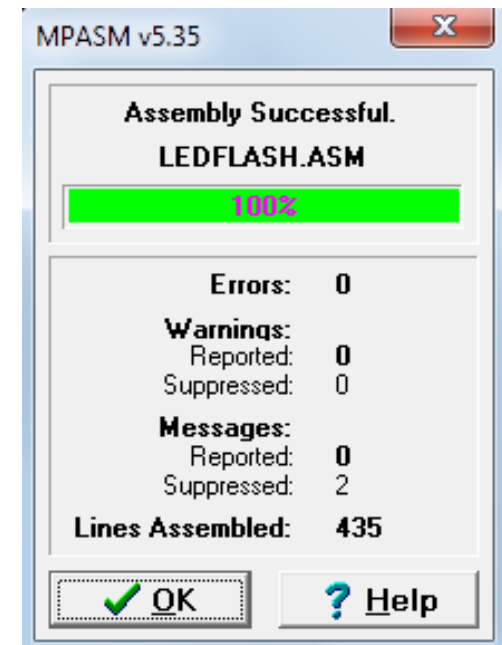 MPASM v5.35
Assembly Successful.
LEDFLASH.ASM
100%
Errors: 0
Warnings:
Reported: 0
Suppressed: 0
Messages:
Reported: 0
Suppressed: 2
Lines Assembled: 435
OK
? Help